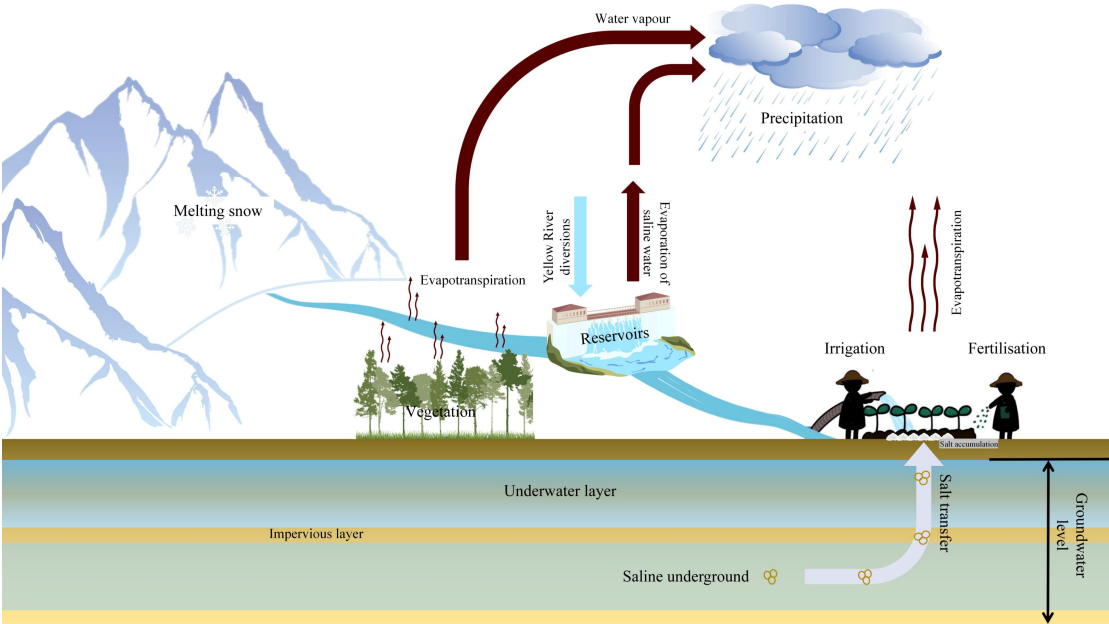 Water vapour
Precipitation
Melting snow
Yellow River
diversions
Evaporation of
saline water
Evapotranspiration
Evapotranspiration
Reservoirs
Irrigation
Fertilisation
Vegetation
Salt accumulation
Underwater layer
Salt transfer
Groundwater
level
Impervious layer
Saline underground